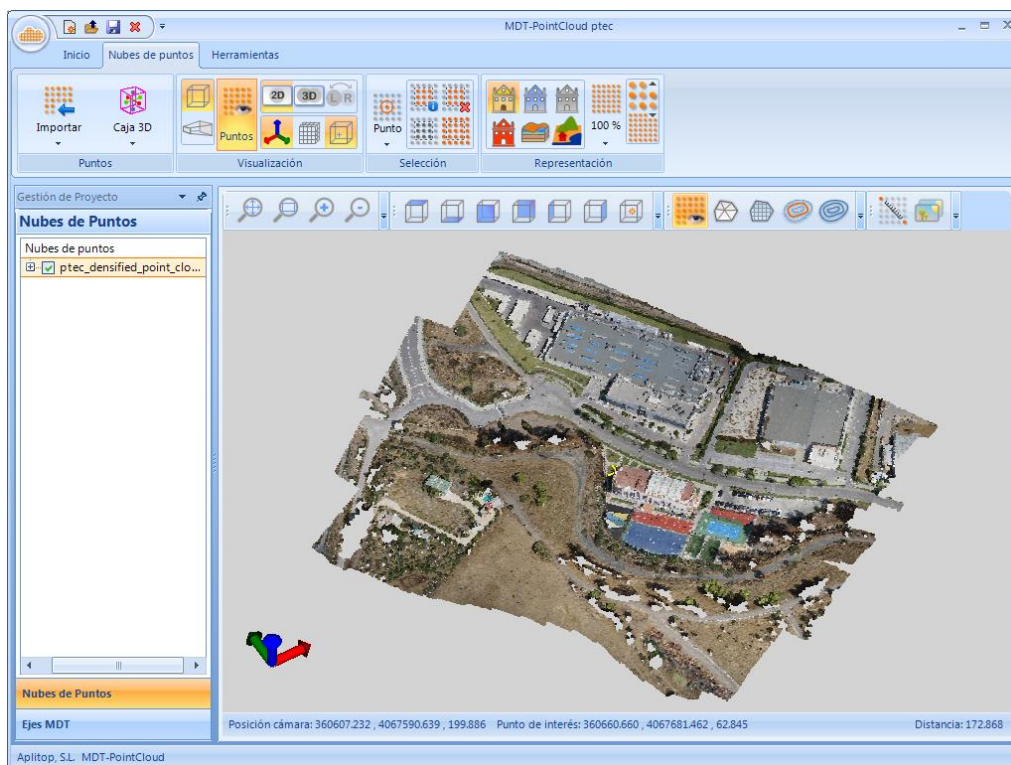 MDT-PointCloud ptec
Inicio
Nubes de puntos
Herramientas
Importar
Caja 3D
Puntos
2D
3D
L R
Punto
100 %
Puntos
Visualización
Selección
Representación
Gestión de Proyecto
Nubes de Puntos
Nubes de puntos
ptec_densified_point_clo...
Nubes de Puntos
Ejes MDT
Posición cámara: 360607.232 , 4067590.639 , 199.886 Punto de interés: 360660.660 , 4067681.462 , 62.845
Distancia: 172.868
Aplitop, S.L. MDT-PointCloud